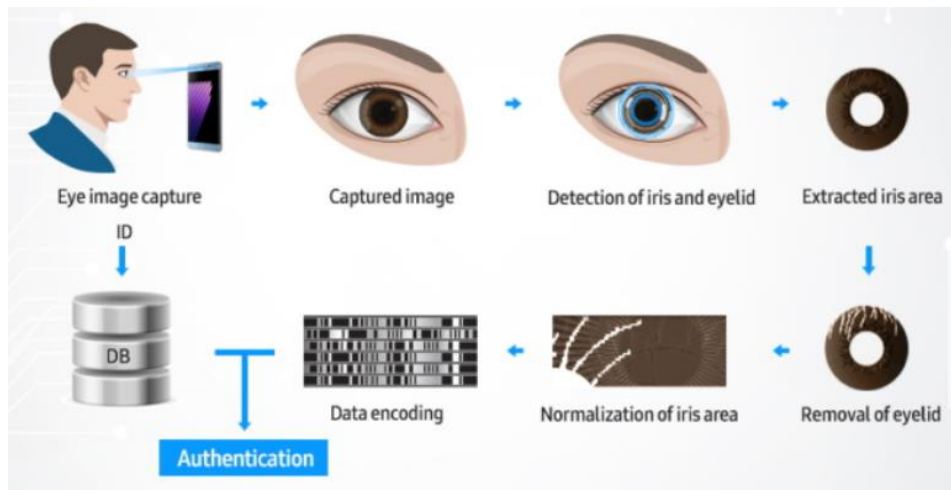 Eye image capture
Captured image
Detection of iris and eyelid
Extracted iris area
ID
DB
Data encoding
Normalization of iris area
Removal of eyelid
Authentication